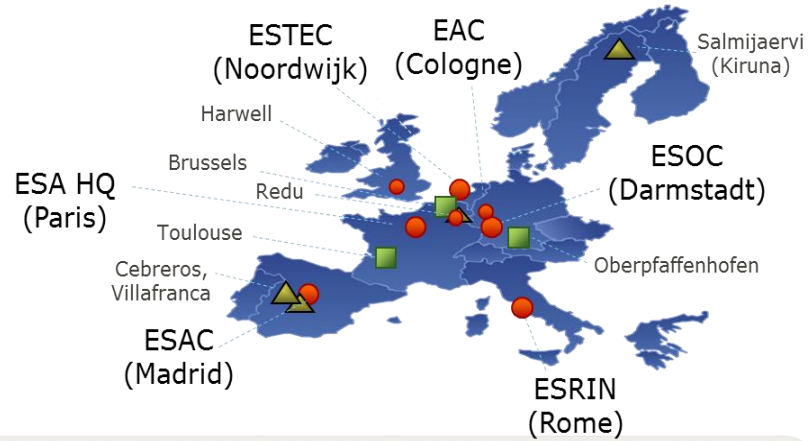 ESTEC
(Noordwijk)
EAC
(Cologne)
Salmijaervi
(Kiruna)
Harwell
Brussels
Redu
ESA HQ
(Paris)
Toulouse
Cebreros,
Villafranca
ESAC
(Madrid)
ESOC
(Darmstadt)
Oberpfaffenhofen
ESRIN
(Rome)